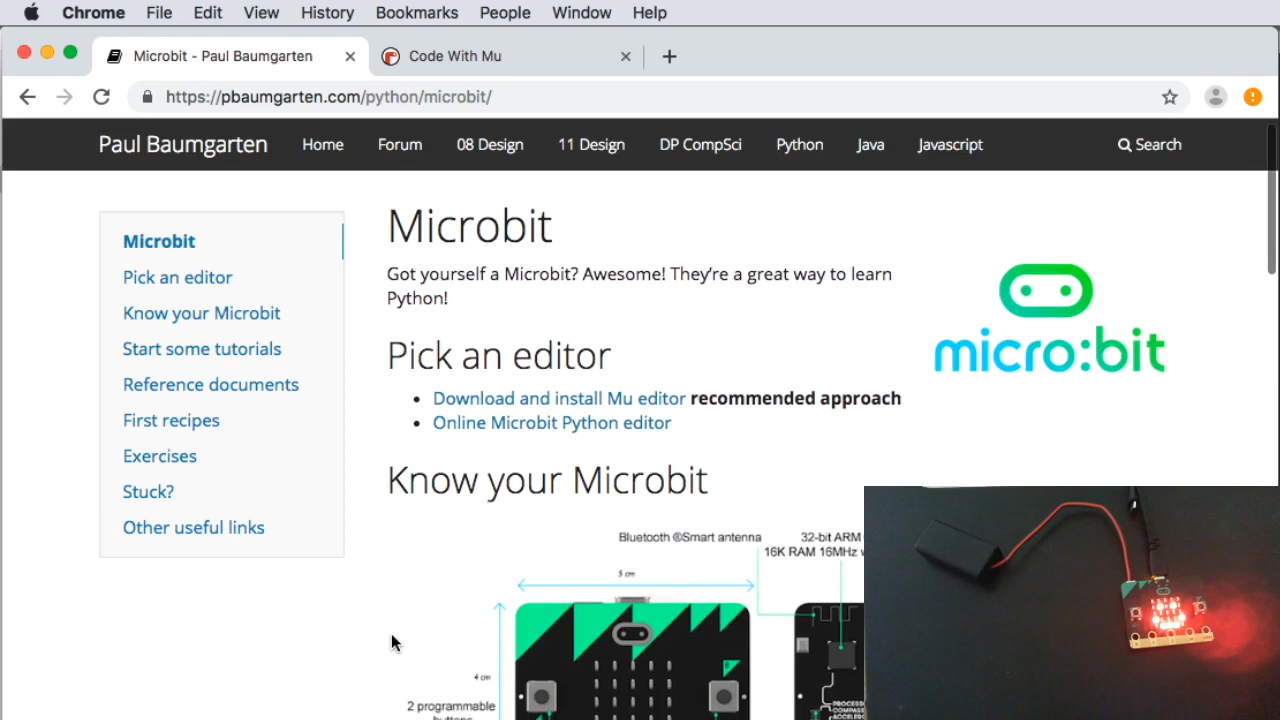 Chrome File Edit View History Bookmarks People Window Help
Microbit - Paul Baumgarten Code With Mu
https://pbaumgarten.com/python/microbit/
Paul Baumgarten Home Forum 08 Design 11 Design DP CompSci Python Java Javascript Search
Microbit
Pick an editor
Know your Microbit
Start some tutorials
Reference documents
First recipes
Exercises
Stuck?
Other useful links
Microbit
Got yourself a Microbit? Awesome! They're a great way to learn
Python!
micro:bit
Pick an editor
• Download and install Mu editor recommended approach
• Online Microbit Python editor
Know your Microbit
Bluetooth ®Smart antenna
32-bit ARM
16K RAM 16MHz
5 cm
4 cm
2 programmable
buttons
PROCESS
COMPASS
ACCELERO